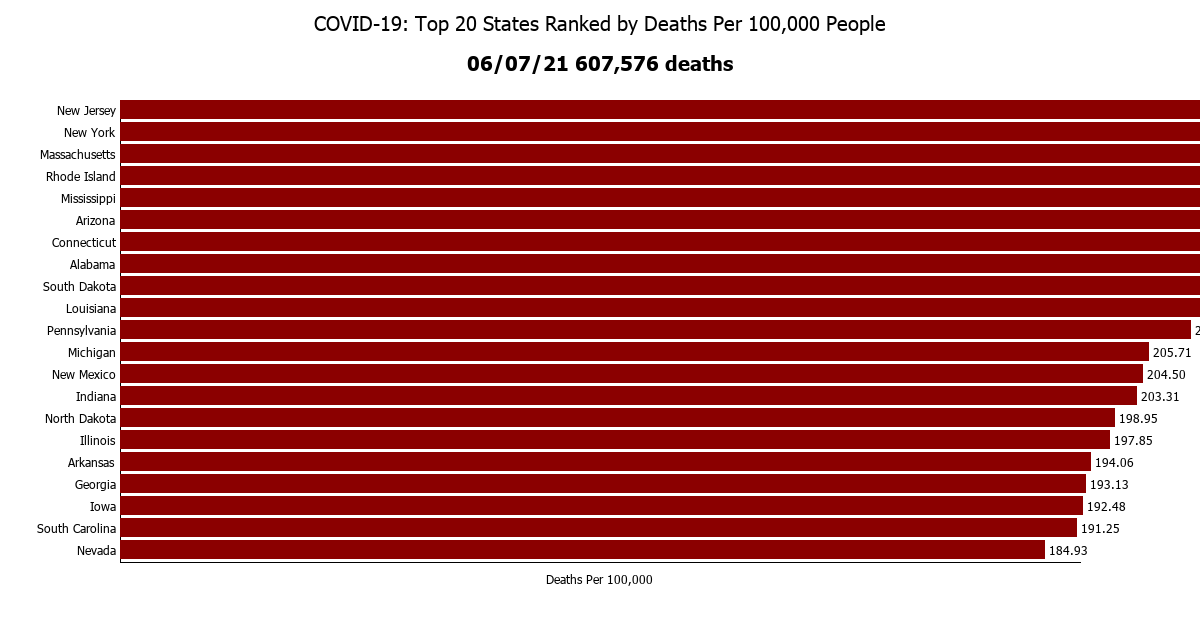 COVID-19: Top 20 States Ranked by Deaths Per 100,000 People
06/07/21 607,576 deaths
New Jersey
New York
Massachusetts
Rhode Island
Mississippi
Arizona
Connecticut
Alabama
South Dakota
Louisiana
Pennsylvania
Michigan 205.71
New Mexico 204.50
Indiana 203.31
North Dakota 198.95
Illinois 197.85
Arkansas 194.06
Georgia 193.13
Iowa 192.48
South Carolina 191.25
Nevada 184.93
Deaths Per 100,000